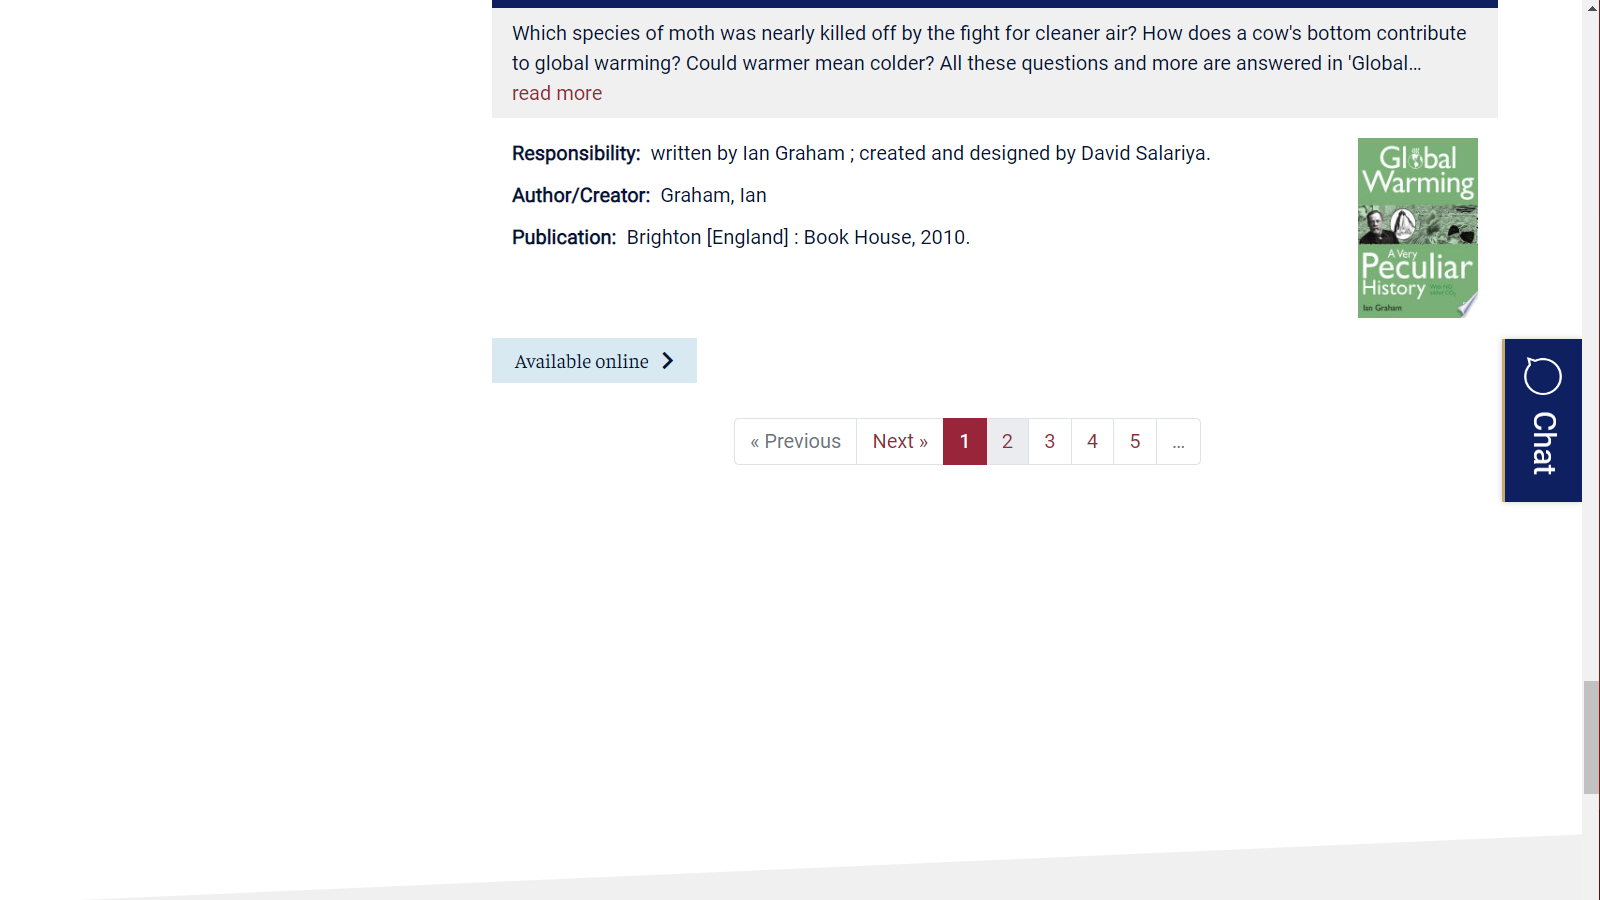 Which species of moth was nearly killed off by the fight for cleaner air? How does a cow's bottom contribute
to global warming? Could warmer mean colder? All these questions and more are answered in 'Global...
read more
Responsibility: written by Ian Graham ; created and designed by David Salariya.
Author/Creator: Graham, Ian
Publication: Brighton [England] : Book House, 2010.
Global
Warming
A Very
Peculiar
History
Ian Graham
Available online
« Previous Next » 1 2 3 4 5 ...
Chat